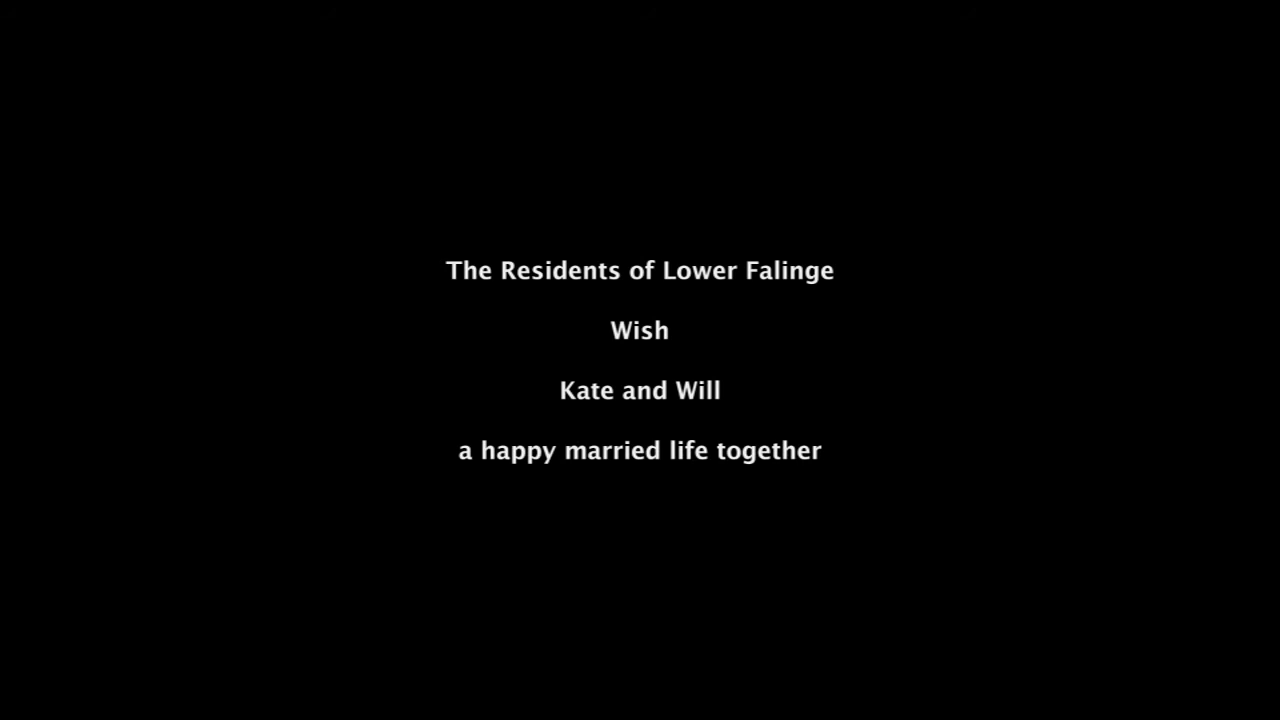 The Residents of Lower Falinge
Wish
Kate and Will
a happy married life together